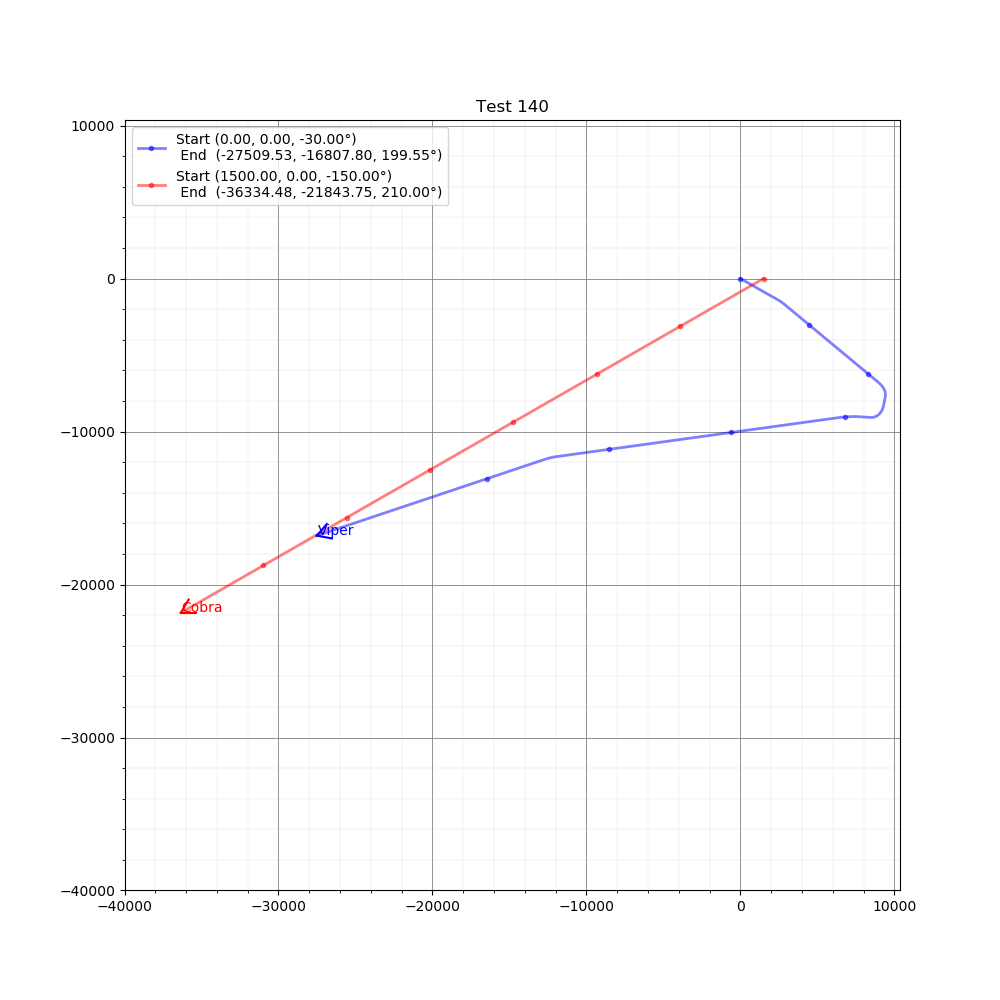 Test 140
Start (0.00, 0.00, -30.00°)
End  (-27509.53, -16807.80, 199.55°)
Start (1500.00, 0.00, -150.00°)
End  (-36334.48, -21843.75, 210.00°)
10000
0
−10000
−20000
−30000
−40000
Viper
Cobra
−40000 −30000 −20000 −10000 0 10000